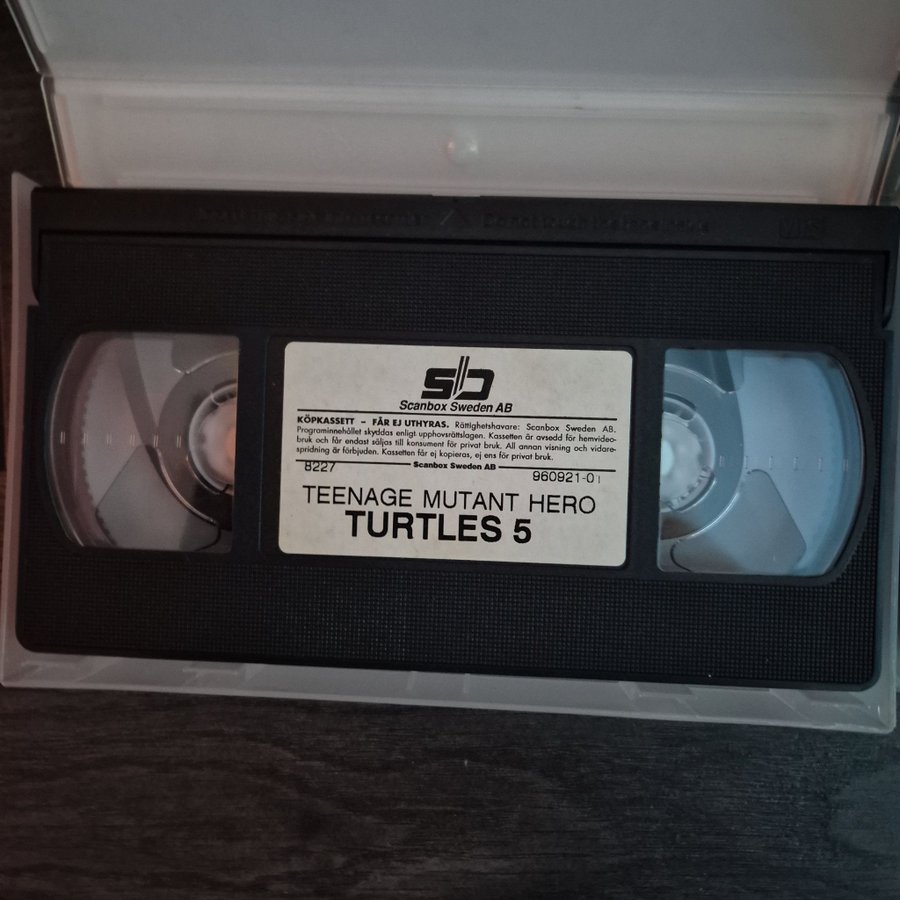 VHS
SD
Scanbox Sweden AB
KÖPKASSETT – FÅR EJ UTHYRAS. Rättighetshavare: Scanbox Sweden AB.
Programinnehållet skyddas enligt upphovsrättslagen. Kassetten är avsedd för hemvideo-
bruk och får endast säljas till konsument för privat bruk. All annan visning och vidare-
spridning är förbjuden. Kassetten får ej kopieras, ej ens för privat bruk.
Scanbox Sweden AB
8227
960921-01
TEENAGE MUTANT HERO
TURTLES 5